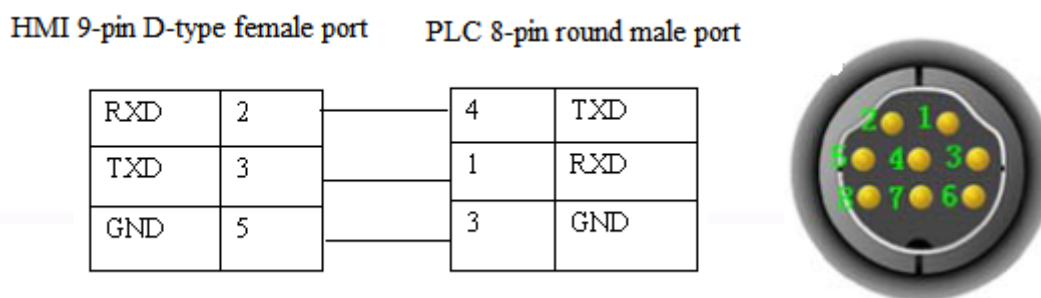 HMI 9-pin D-type female port PLC 8-pin round male port
RXD 2 4 TXD
TXD 3 1 RXD
GND 5 3 GND
2 1
5 4 3
8 7 6